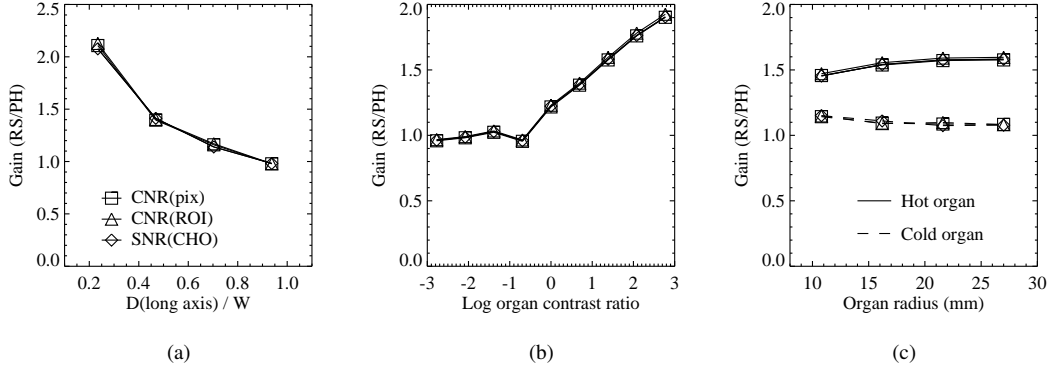 2.5
2.0
1.5
1.0
0.5
0.0
Gain (RS/PH)
CNR(pix)
CNR(ROI)
SNR(CHO)
0.2 0.4 0.6 0.8 1.0
D(long axis) / W
(a)
2.0
1.5
1.0
0.5
0.0
Gain (RS/PH)
-3 -2 -1 0 1 2 3
Log organ contrast ratio
(b)
2.0
1.5
1.0
0.5
0.0
Gain (RS/PH)
Hot organ
Cold organ
10 15 20 25 30
Organ radius (mm)
(c)